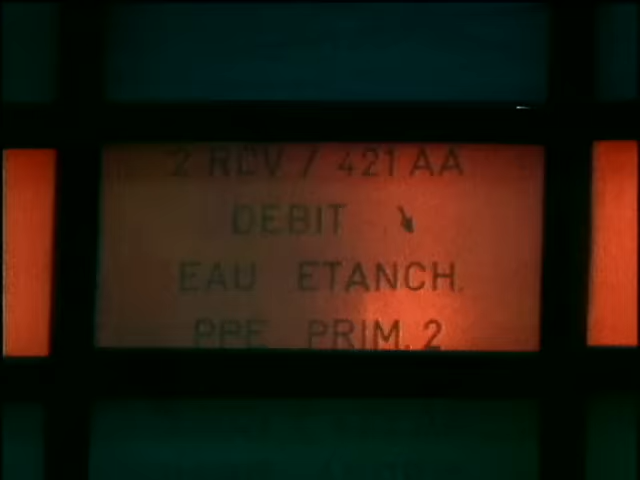 2 RCV / 421 AA
DEBIT ↘
EAU ETANCH.
PPE PRIM. 2